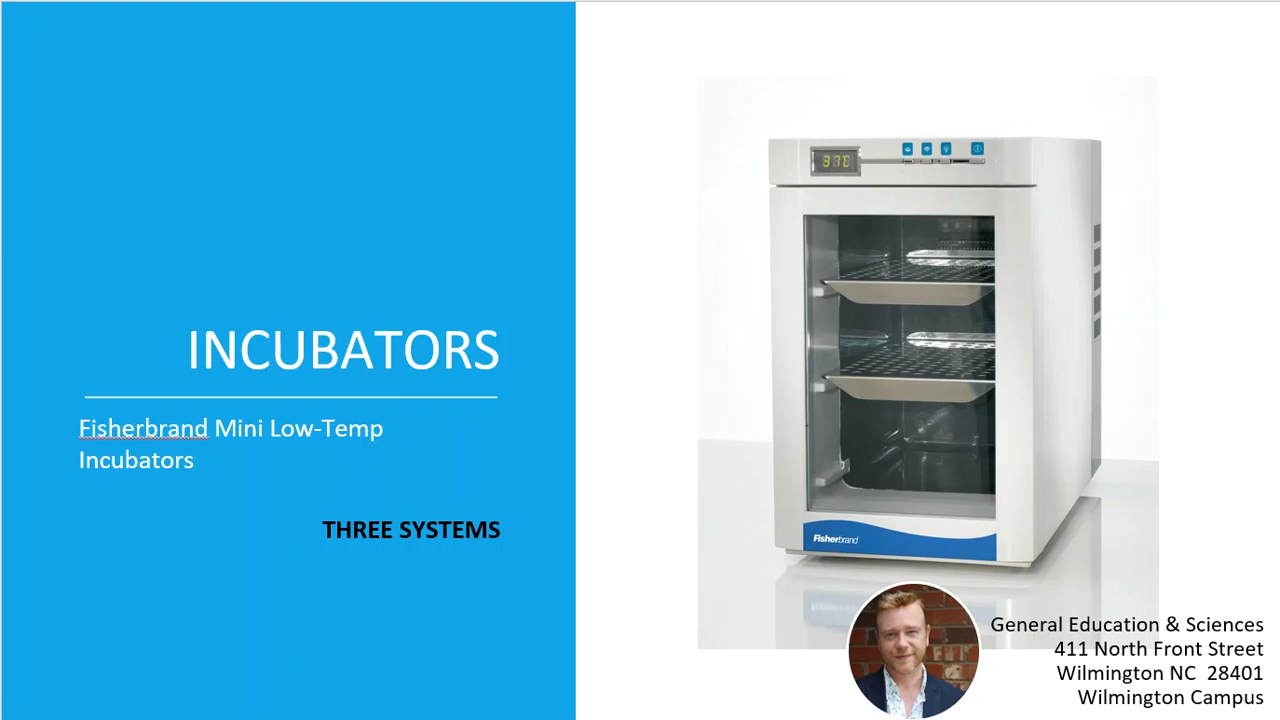 INCUBATORS
Fisherbrand Mini Low-Temp
Incubators
THREE SYSTEMS
37C
Fisherbrand
General Education & Sciences
411 North Front Street
Wilmington NC  28401
Wilmington Campus